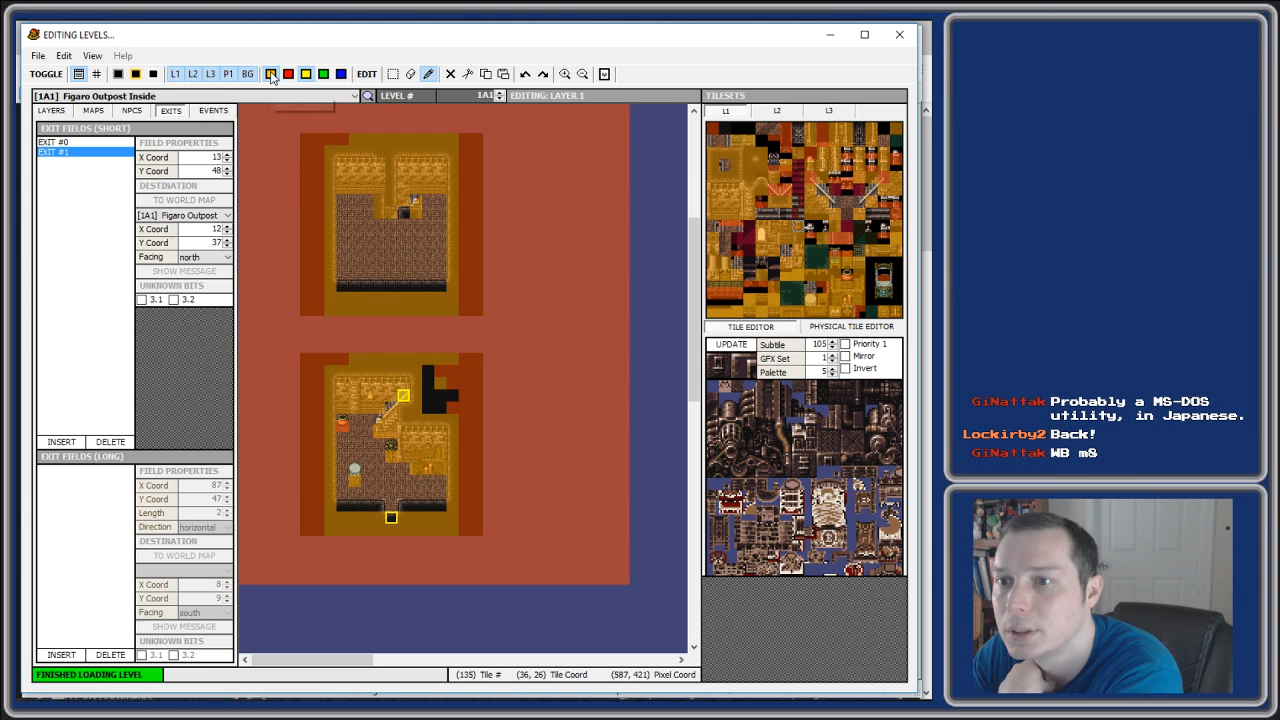 EDITING LEVELS...
File Edit View Help
TOGGLE L1 L2 L3 P1 BG EDIT
[1A1] Figaro Outpost Inside LEVEL # 1A1 EDITING: LAYER 1 TILESETS
LAYERS MAPS NPCS EXITS EVENTS L1 L2 L3
EXIT FIELDS (SHORT)
EXIT #0 FIELD PROPERTIES
EXIT #1
X Coord 13
Y Coord 48
DESTINATION
TO WORLD MAP
[1A1] Figaro Outpost
X Coord 12
Y Coord 37
Facing north
SHOW MESSAGE
UNKNOWN BITS
3.1 3.2
INSERT DELETE
EXIT FIELDS (LONG)
FIELD PROPERTIES
X Coord 87
Y Coord 47
Length 2
Direction horizontal
DESTINATION
TO WORLD MAP
X Coord 8
Y Coord 9
Facing south
SHOW MESSAGE
UNKNOWN BITS
INSERT DELETE 3.1 3.2
FINISHED LOADING LEVEL (135) Tile # (36, 26) Tile Coord (587, 421) Pixel Coord
TILE EDITOR PHYSICAL TILE EDITOR
UPDATE Subtile 105 Priority 1
GFX Set 1 Mirror
Palette 5 Invert
GiNattak Probably a MS-DOS
utility, in Japanese.
Lockirby2 Back!
GiNattak WB m8